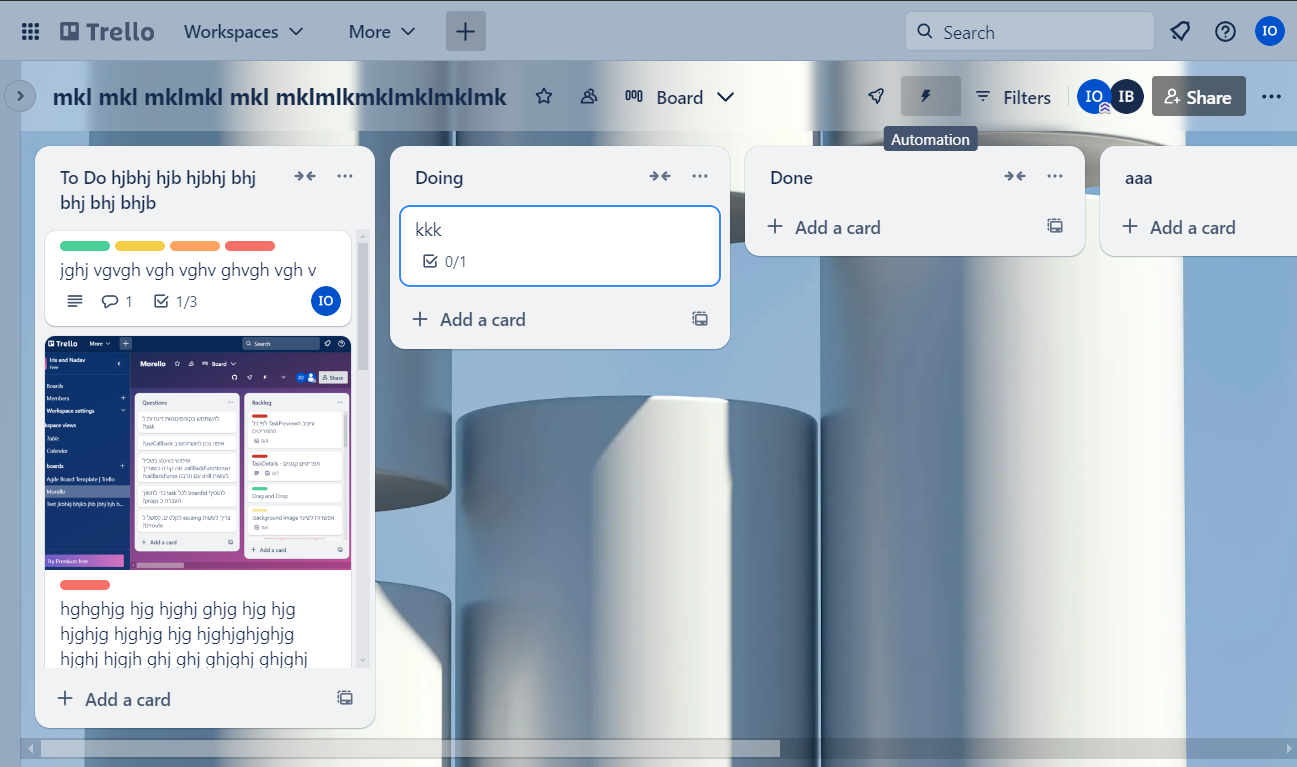 Trello
Workspaces
More
Search
IO
mkl mkl mklmkl mkl mklmlkmklmklmklmk
Board
Filters
IO
IB
Share
Automation
To Do hjbhj hjb hjbhj bhj
bhj bhj bhjb
jghj vgvgh vgh vghv ghvgh vgh v
1
1/3
IO
Trello
More
Search
Iris and Nadav
Free
Boards
Members
Workspace settings
Table
Calendar
Agile Board Template | Trello
Morello
Try Premium free
Morello
Board
Share
Questions
Add a card
Backlog
Drag and Drop
Add a card
hghghjg hjg hjghj ghjg hjg hjg
hjghjg hjghjg hjg hjghjghjghjg
hjghj hjgjh ghj ghj ghjghj ghjghj
Add a card
Doing
kkk
0/1
Add a card
Done
Add a card
aaa
Add a card